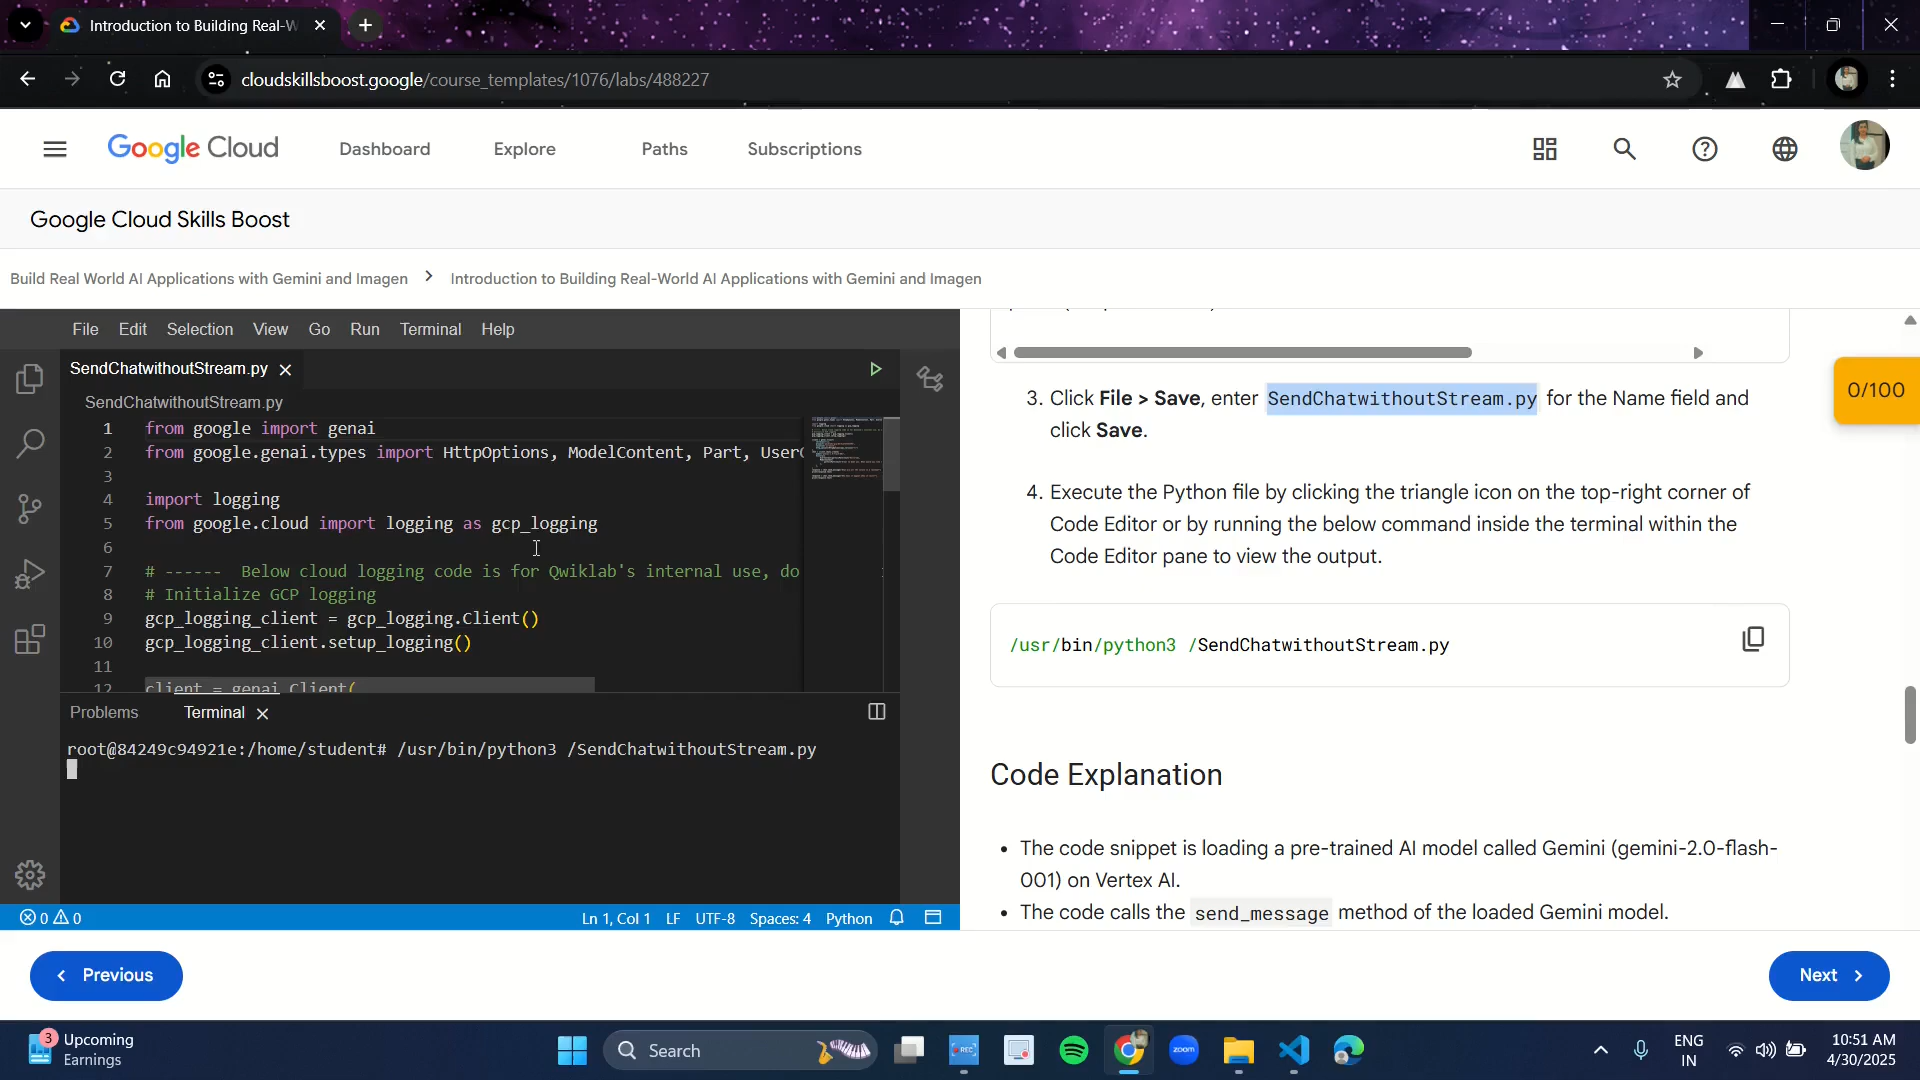 Introduction to Building Real-W
cloudskillsboost.google/course_templates/1076/labs/488227
Google Cloud
Dashboard
Explore
Paths
Subscriptions
Google Cloud Skills Boost
Build Real World AI Applications with Gemini and Imagen > Introduction to Building Real-World AI Applications with Gemini and Imagen
File Edit Selection View Go Run Terminal Help
SendChatwithoutStream.py
SendChatwithoutStream.py
1 from google import genai
2 from google.genai.types import HttpOptions, ModelContent, Part, UserC
3
4 import logging
5 from google.cloud import logging as gcp_logging
6
7 # ------ Below cloud logging code is for Qwiklab's internal use, do
8 # Initialize GCP logging
9 gcp_logging_client = gcp_logging.Client()
10 gcp_logging_client.setup_logging()
11
12 client = genai.Client(
Problems
Terminal
root@84249c94921e:/home/student# /usr/bin/python3 /SendChatwithoutStream.py
0 0
Ln 1, Col 1 LF UTF-8 Spaces: 4 Python
0/100
3. Click File > Save, enter SendChatwithoutStream.py for the Name field and
click Save.
4. Execute the Python file by clicking the triangle icon on the top-right corner of
Code Editor or by running the below command inside the terminal within the
Code Editor pane to view the output.
/usr/bin/python3 /SendChatwithoutStream.py
Code Explanation
• The code snippet is loading a pre-trained AI model called Gemini (gemini-2.0-flash-
001) on Vertex AI.
• The code calls the send_message method of the loaded Gemini model.
Previous
Next
3
Upcoming
Earnings
Search
REC
zoom
ENG
IN
10:51 AM
4/30/2025